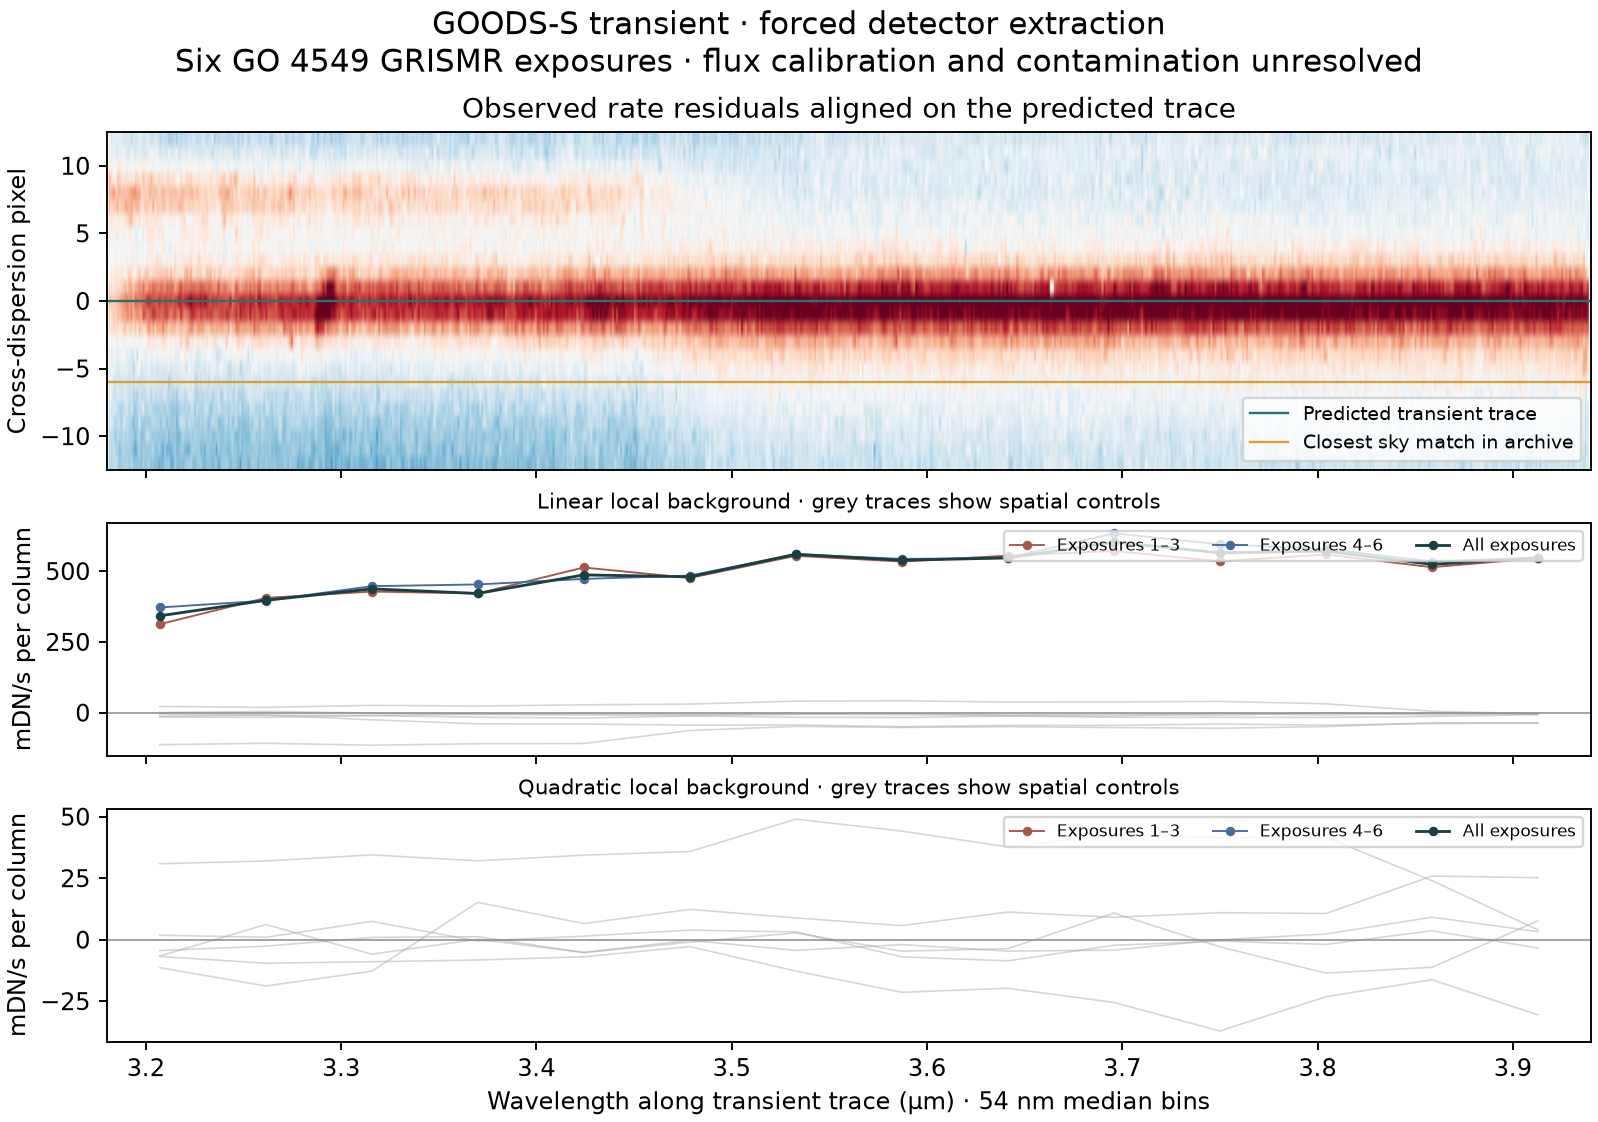 GOODS-S transient · forced detector extraction
Six GO 4549 GRISMR exposures · flux calibration and contamination unresolved
Observed rate residuals aligned on the predicted trace
Cross-dispersion pixel
10
5
0
−5
−10
Predicted transient trace
Closest sky match in archive
Linear local background · grey traces show spatial controls
mDN/s per column
500
250
0
Exposures 1–3
Exposures 4–6
All exposures
Quadratic local background · grey traces show spatial controls
mDN/s per column
50
25
0
−25
Exposures 1–3
Exposures 4–6
All exposures
3.2
3.3
3.4
3.5
3.6
3.7
3.8
3.9
Wavelength along transient trace (μm) · 54 nm median bins